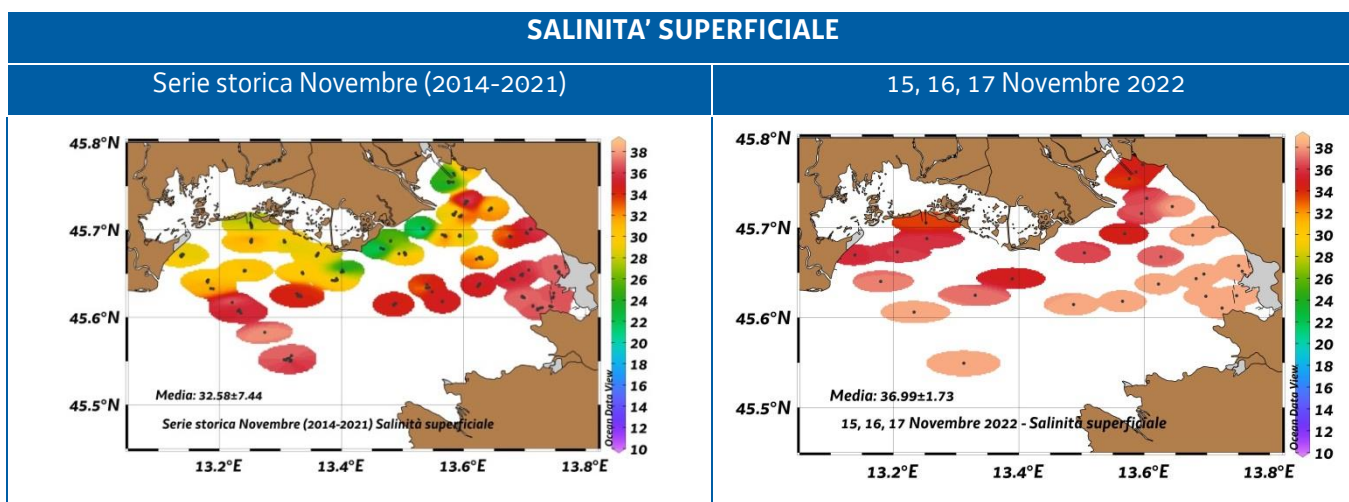 SALINITA’ SUPERFICIALE
Serie storica Novembre (2014-2021)
15, 16, 17 Novembre 2022
45.8°N
45.7°N
45.6°N
45.5°N
13.2°E
13.4°E
13.6°E
13.8°E
Media: 32.58±7.44
Serie storica Novembre (2014-2021) Salinità superficiale
38
36
34
32
30
28
26
24
22
20
18
16
14
12
10
Ocean Data View
45.8°N
45.7°N
45.6°N
45.5°N
13.2°E
13.4°E
13.6°E
13.8°E
Media: 36.99±1.73
15, 16, 17 Novembre 2022 - Salinità superficiale
38
36
34
32
30
28
26
24
22
20
18
16
14
12
10
Ocean Data View